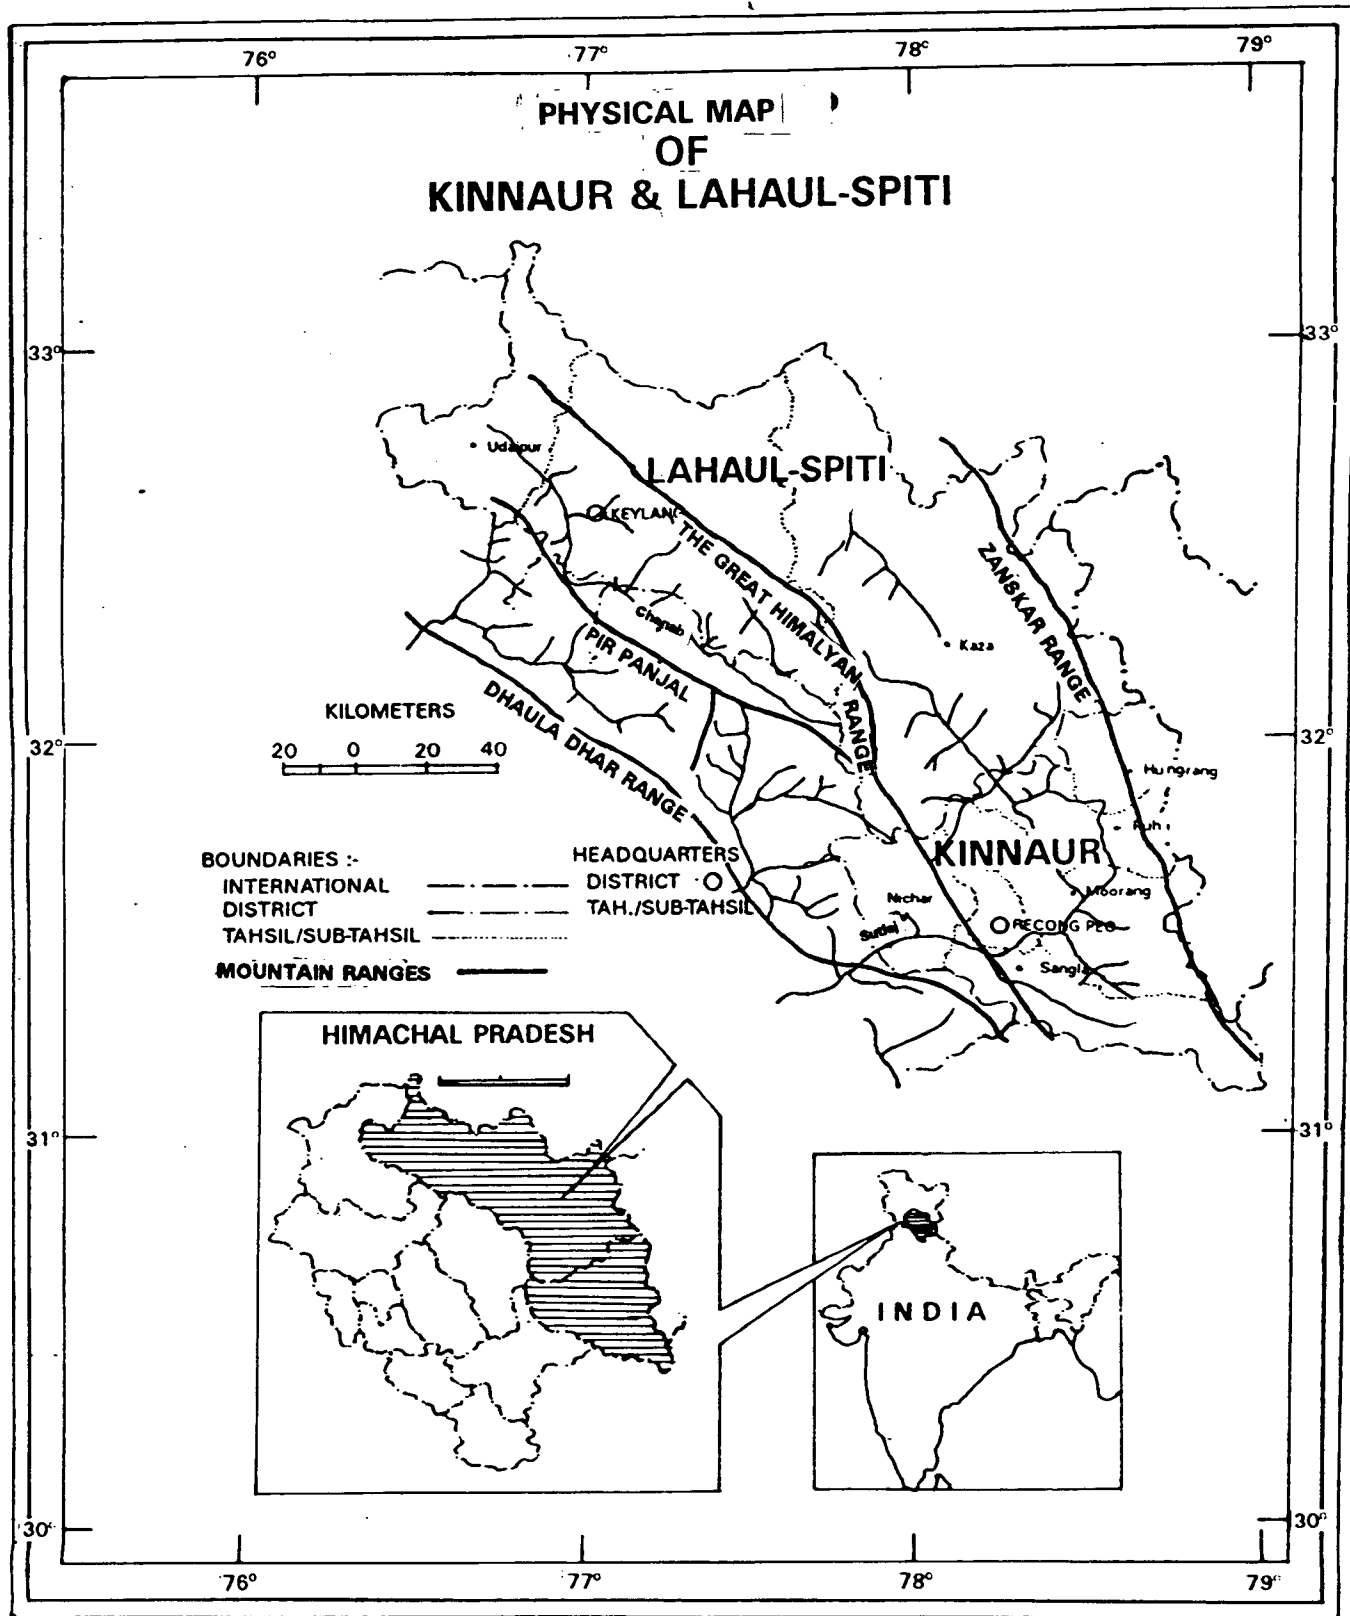 76° 77° 78° 79°
PHYSICAL MAP
OF
KINNAUR & LAHAUL-SPITI
33° 33°
Udaipur
LAHAUL-SPITI
KEYLANG
THE GREAT HIMALYAN RANGE
ZANSKAR RANGE
Chenab
Kaza
PIR PANJAL
DHAULA DHAR RANGE
KILOMETERS
20 0 20 40
32° 32°
Hungrang
Puh
KINNAUR
Moorang
Nichar
Sutlej
RECONG PEO
Sangla
BOUNDARIES :-
INTERNATIONAL
DISTRICT
TAHSIL/SUB-TAHSIL
MOUNTAIN RANGES
HEADQUARTERS
DISTRICT
TAH./SUB-TAHSIL
HIMACHAL PRADESH
31° 31°
INDIA
30° 30°
76° 77° 78° 79°